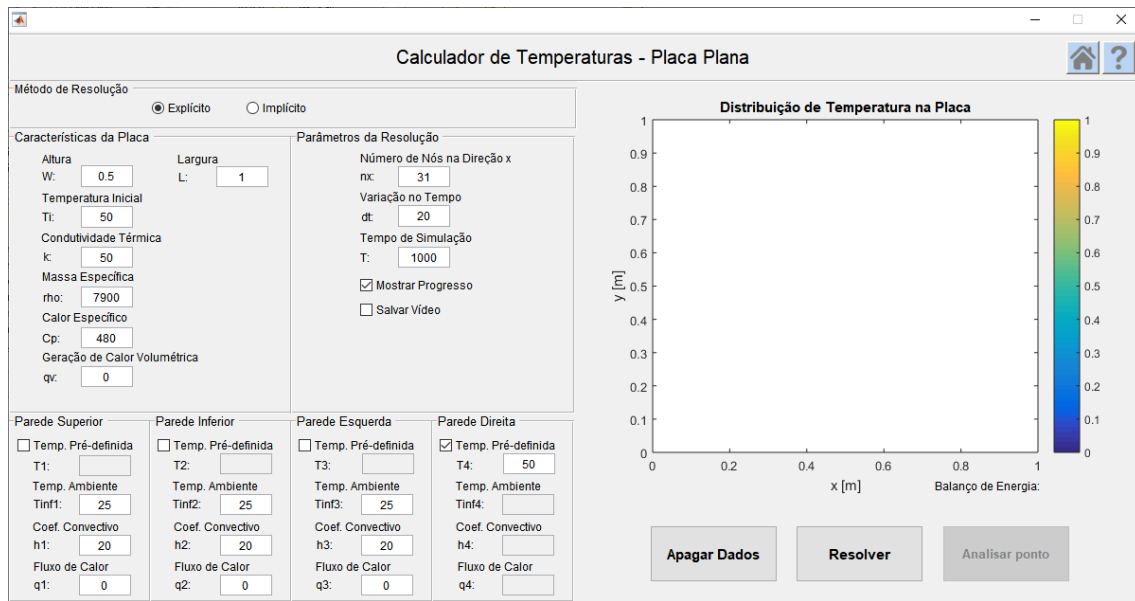 Calculador de Temperaturas - Placa Plana
?
Método de Resolução
Explícito Implícito
Características da Placa
Altura Largura
W: 0.5 L: 1
Temperatura Inicial
Ti: 50
Condutividade Térmica
k: 50
Massa Específica
rho: 7900
Calor Específico
Cp: 480
Geração de Calor Volumétrica
qv: 0
Parâmetros da Resolução
Número de Nós na Direção x
nx: 31
Variação no Tempo
dt: 20
Tempo de Simulação
T: 1000
Mostrar Progresso
Salvar Vídeo
Parede Superior
Temp. Pré-definida
T1:
Temp. Ambiente
Tinf1: 25
Coef. Convectivo
h1: 20
Fluxo de Calor
q1: 0
Parede Inferior
Temp. Pré-definida
T2:
Temp. Ambiente
Tinf2: 25
Coef. Convectivo
h2: 20
Fluxo de Calor
q2: 0
Parede Esquerda
Temp. Pré-definida
T3:
Temp. Ambiente
Tinf3: 25
Coef. Convectivo
h3: 20
Fluxo de Calor
q3: 0
Parede Direita
Temp. Pré-definida
T4: 50
Temp. Ambiente
Tinf4:
Coef. Convectivo
h4:
Fluxo de Calor
q4:
Distribuição de Temperatura na Placa
1
0.9
0.8
0.7
0.6
0.5
0.4
0.3
0.2
0.1
0
y [m]
0 0.2 0.4 0.6 0.8 1
x [m]
1
0.9
0.8
0.7
0.6
0.5
0.4
0.3
0.2
0.1
0
Balanço de Energia:
Apagar Dados Resolver Analisar ponto